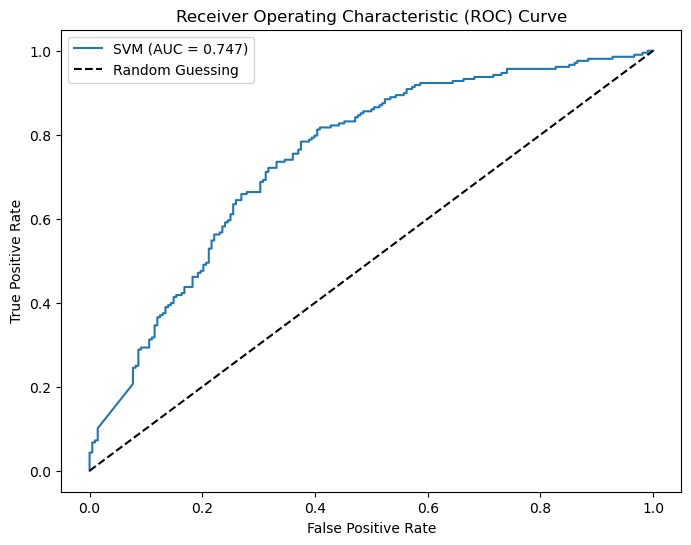 Receiver Operating Characteristic (ROC) Curve
SVM (AUC = 0.747)
Random Guessing
True Positive Rate
1.0
0.8
0.6
0.4
0.2
0.0
0.0 0.2 0.4 0.6 0.8 1.0
False Positive Rate